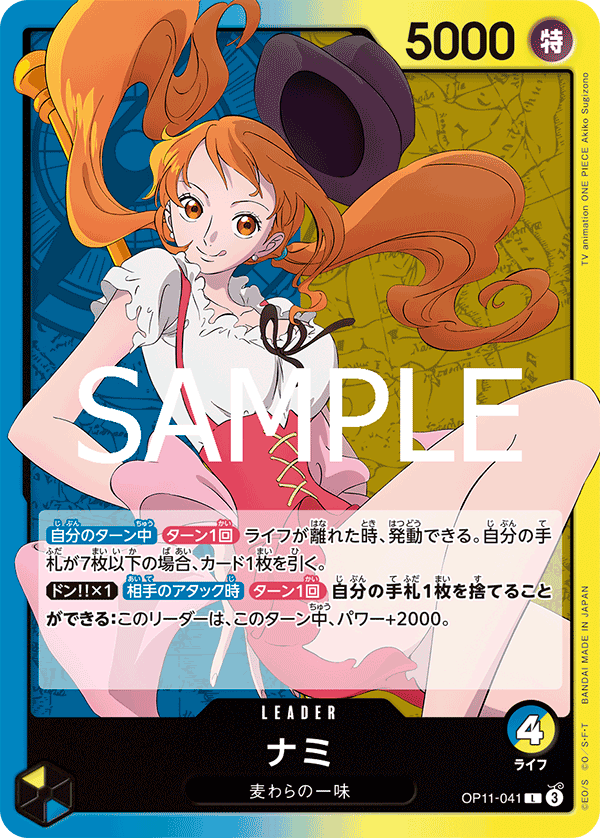 5000 特
TV animation ONE PIECE Akiko Sugizono
SAMPLE
自分のターン中 ターン1回 ライフが離れた時、発動できる。自分の手
札が7枚以下の場合、カード1枚を引く。
ドン!!×1 相手のアタック時 ターン1回 自分の手札1枚を捨てること
ができる：このリーダーは、このターン中、パワー+2000。
LEADER
ナミ
4
ライフ
麦わらの一味
OP11-041 L 3
©E/S ©O/S・F・T BANDAI MADE IN JAPAN